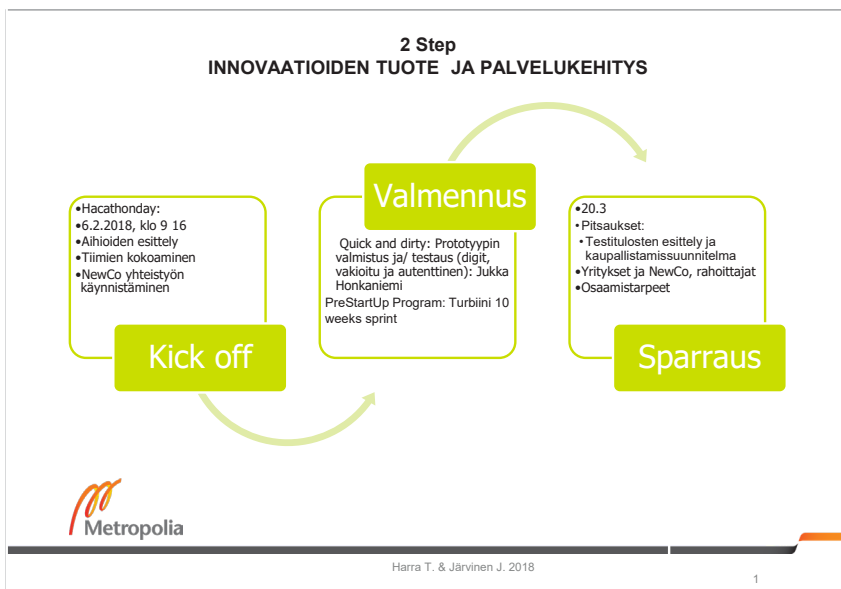 2 Step
INNOVAATIOIDEN TUOTE JA PALVELUKEHITYS
•Hacathonday:
•6.2.2018, klo 9 16
•Aihioiden esittely
•Tiimien kokoaminen
•NewCo yhteistyön
käynnistäminen
Kick off
Valmennus
Quick and dirty: Prototyypin
valmistus ja/ testaus (digit,
vakioitu ja autenttinen): Jukka
Honkaniemi
PreStartUp Program: Turbiini 10
weeks sprint
•20.3
•Pitsaukset:
•Testitulosten esittely ja
kaupallistamissuunnitelma
•Yritykset ja NewCo, rahoittajat
•Osaamistarpeet
Sparraus
Metropolia
Harra T. & Järvinen J. 2018
1